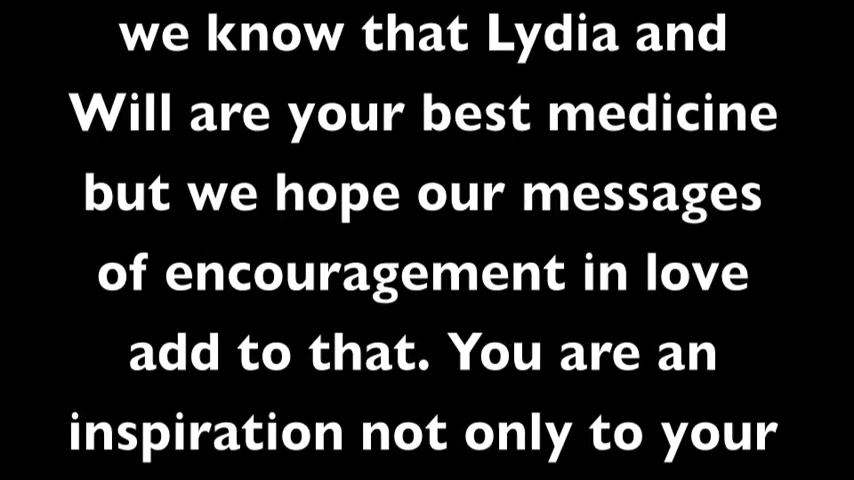 we know that Lydia and
Will are your best medicine
but we hope our messages
of encouragement in love
add to that. You are an
inspiration not only to your